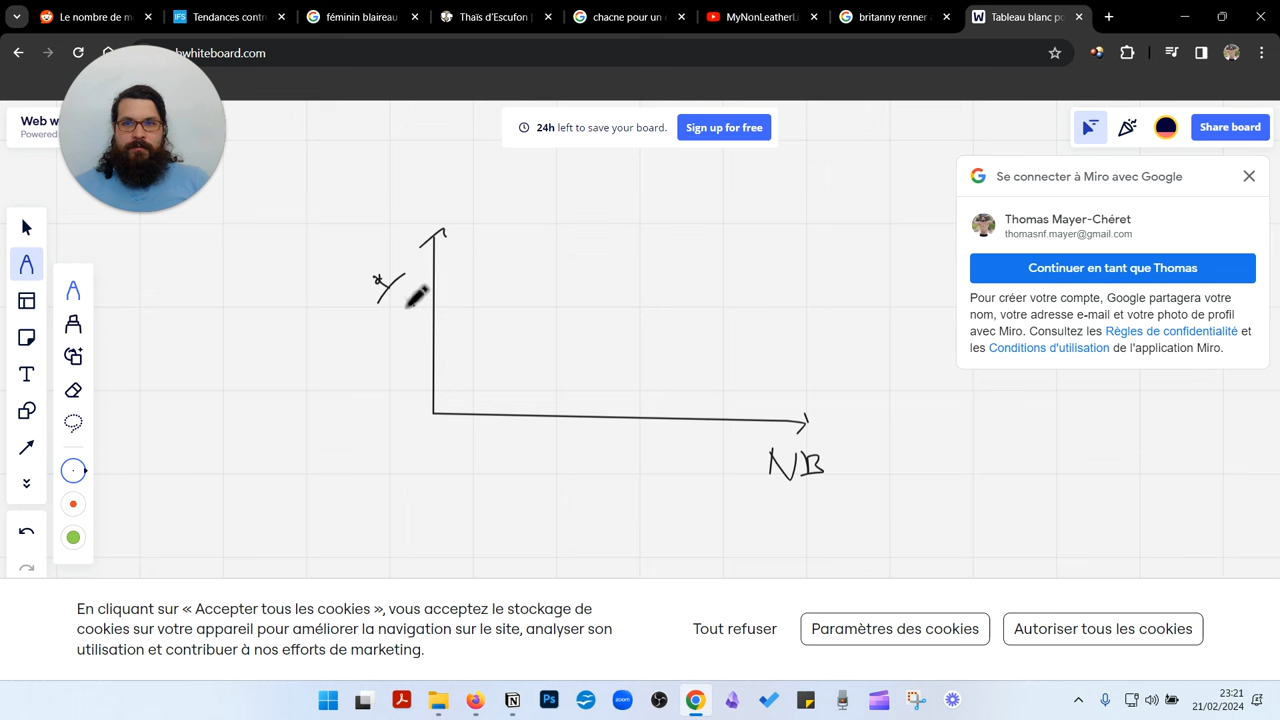 Le nombre de m
Tendances contr
féminin blaireau
Thaïs d'Escufon
chacne pour un
MyNonLeatherLi
brianny renner
Tableau blanc po
bwhiteboard.com
Web w
Powered
24h left to save your board.
Sign up for free
Share board
Se connecter à Miro avec Google
Thomas Mayer-Chéret
thomasnf.mayer@gmail.com
Continuer en tant que Thomas
Pour créer votre compte, Google partagera votre
nom, votre adresse e-mail et votre photo de profil
avec Miro. Consultez les Règles de confidentialité et
les Conditions d'utilisation de l'application Miro.
NB
En cliquant sur « Accepter tous les cookies », vous acceptez le stockage de
cookies sur votre appareil pour améliorer la navigation sur le site, analyser son
utilisation et contribuer à nos efforts de marketing.
Tout refuser
Paramètres des cookies
Autoriser tous les cookies
23:21
21/02/2024